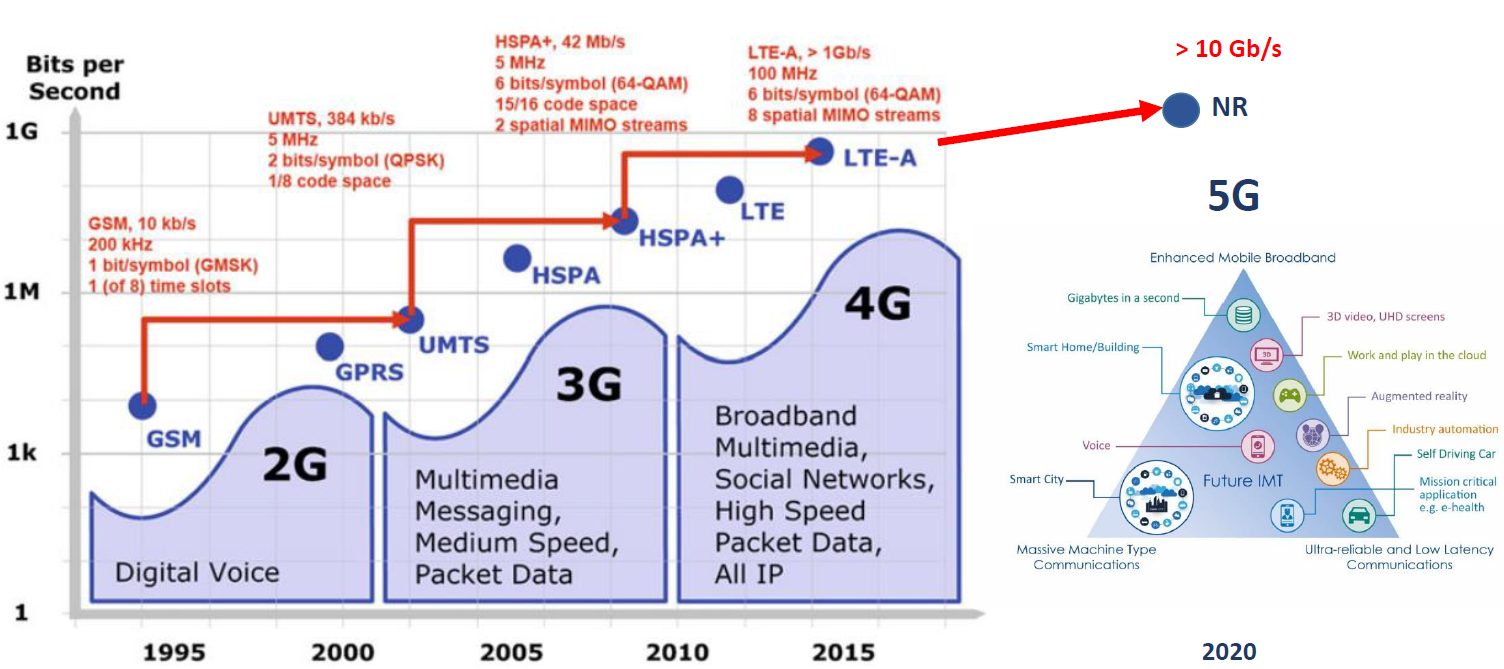 Bits per
Second
1G
1M
1k
1
GSM, 10 kb/s
200 kHz
1 bit/symbol (GMSK)
1 (of 8) time slots
UMTS, 384 kb/s
5 MHz
2 bits/symbol (QPSK)
1/8 code space
HSPA+, 42 Mb/s
5 MHz
6 bits/symbol (64-QAM)
15/16 code space
2 spatial MIMO streams
LTE-A, > 1Gb/s
100 MHz
6 bits/symbol (64-QAM)
8 spatial MIMO streams
> 10 Gb/s
NR
GSM
GPRS
UMTS
HSPA
HSPA+
LTE
LTE-A
2G
Digital Voice
3G
Multimedia
Messaging,
Medium Speed,
Packet Data
4G
Broadband
Multimedia,
Social Networks,
High Speed
Packet Data,
All IP
1995
2000
2005
2010
2015
5G
Enhanced Mobile Broadband
Gigabytes in a second
3D video, UHD screens
3D
Smart Home/Building
Work and play in the cloud
Augmented reality
Voice
Industry automation
Self Driving Car
Smart City
Future IMT
Mission critical
application
e.g. e-health
Massive Machine Type
Communications
Ultra-reliable and Low Latency
Communications
2020